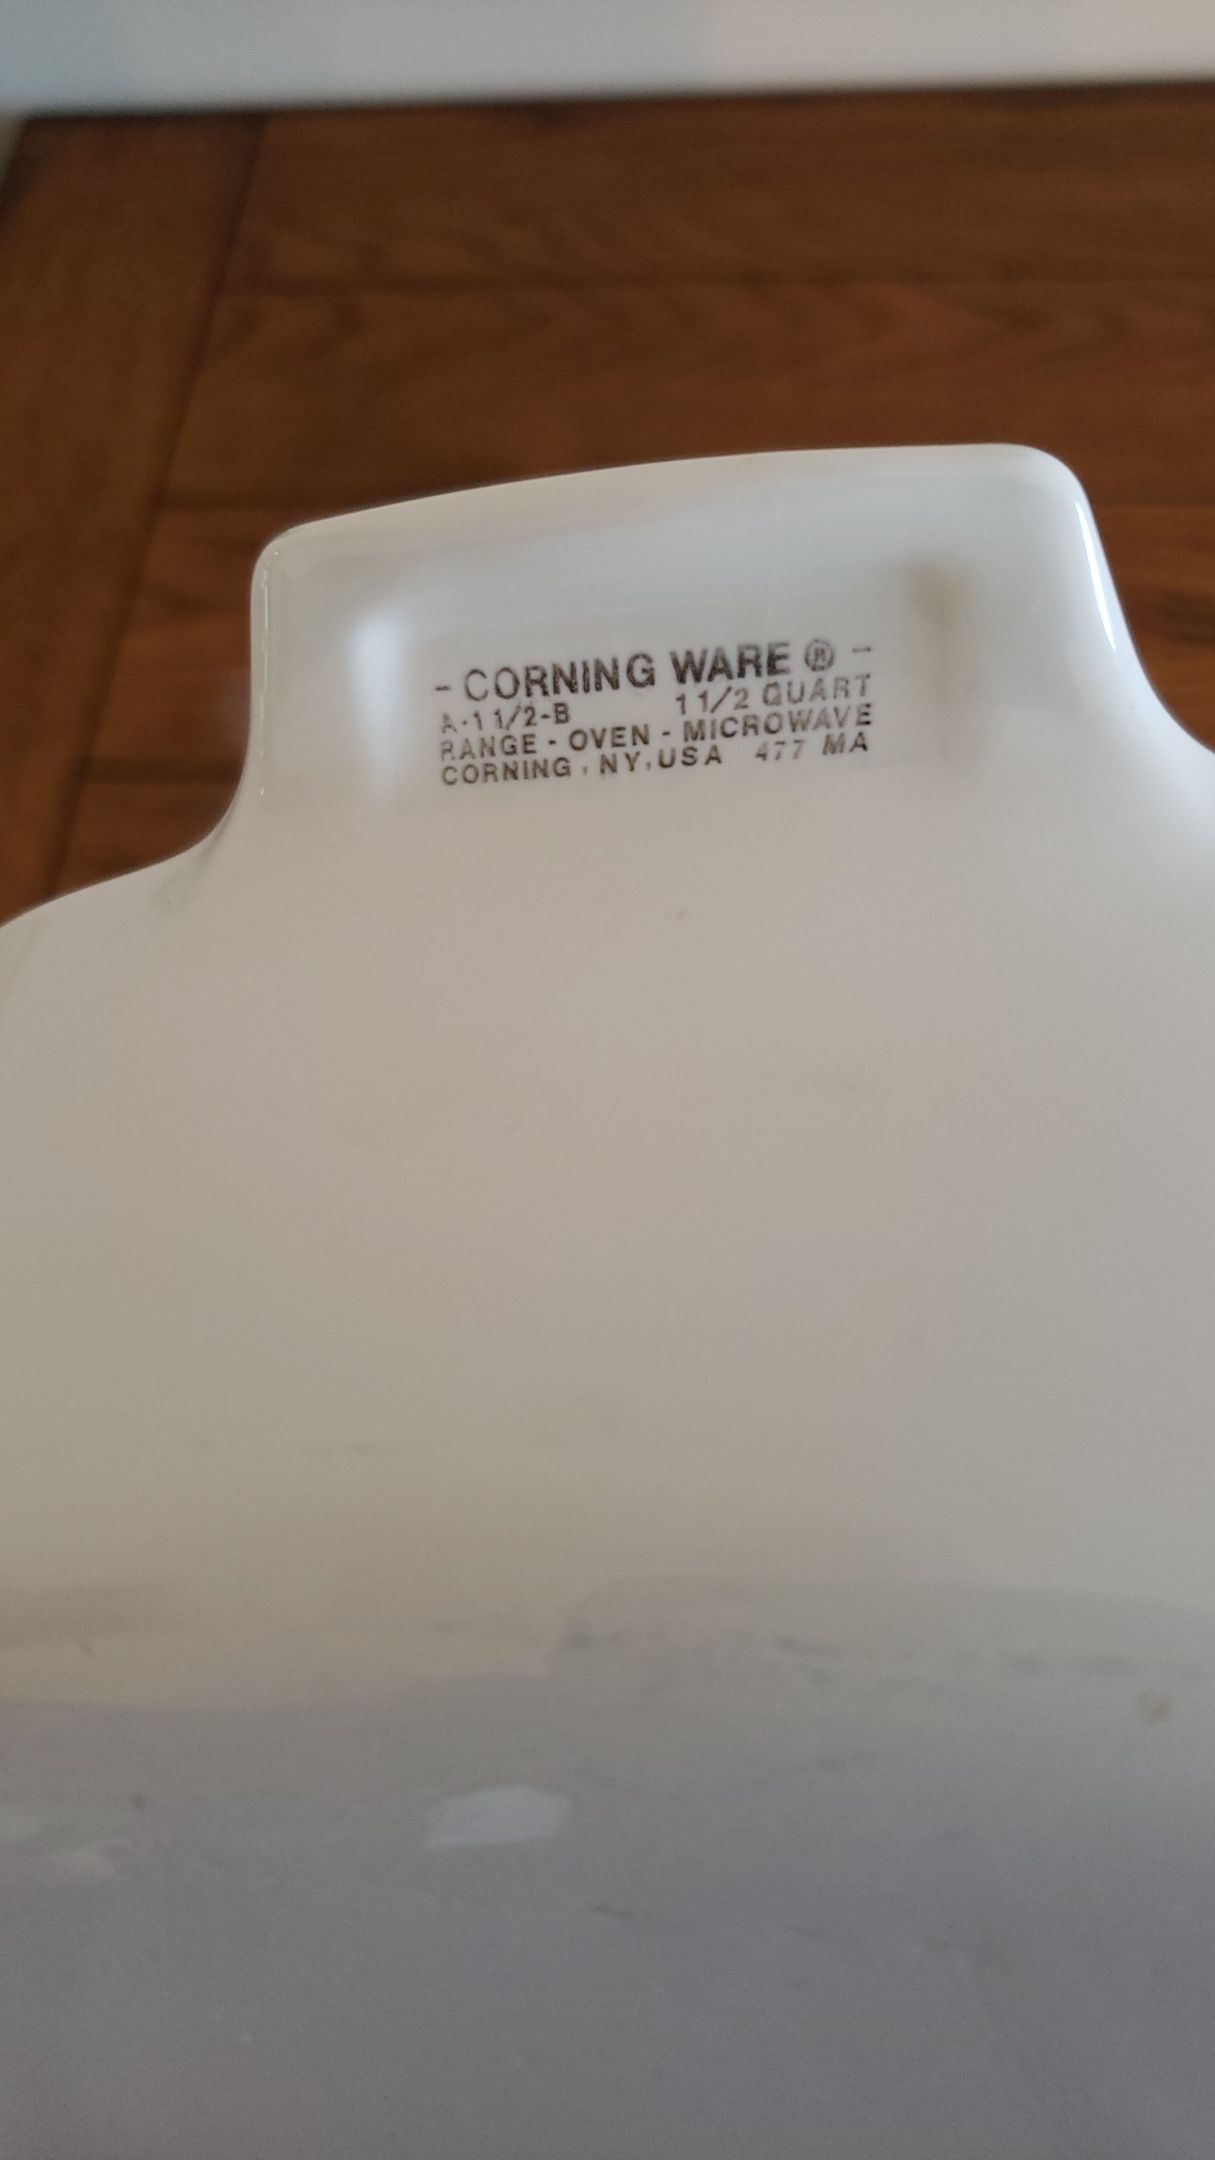 - CORNING WARE ® -
A-1 1/2-B 1 1/2 QUART
RANGE - OVEN - MICROWAVE
CORNING, NY, USA 477 MA